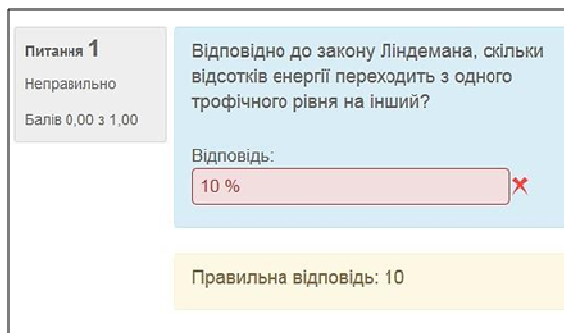 Питання 1
Неправильно
Балів 0,00 з 1,00
Відповідно до закону Ліндемана, скільки
відсотків енергії переходить з одного
трофічного рівня на інший?
Відповідь:
10 %
Правильна відповідь: 10